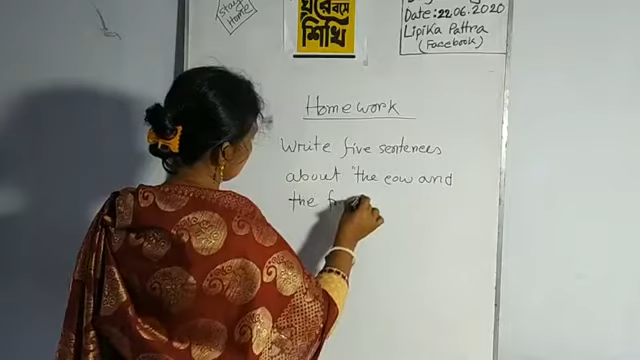 Stay
Home
ঘরে বসে
শিখি
Date: 22.06.2020
Lipika Pattra
(Facebook)
Homework
Write five sentences
about "the cow and
the